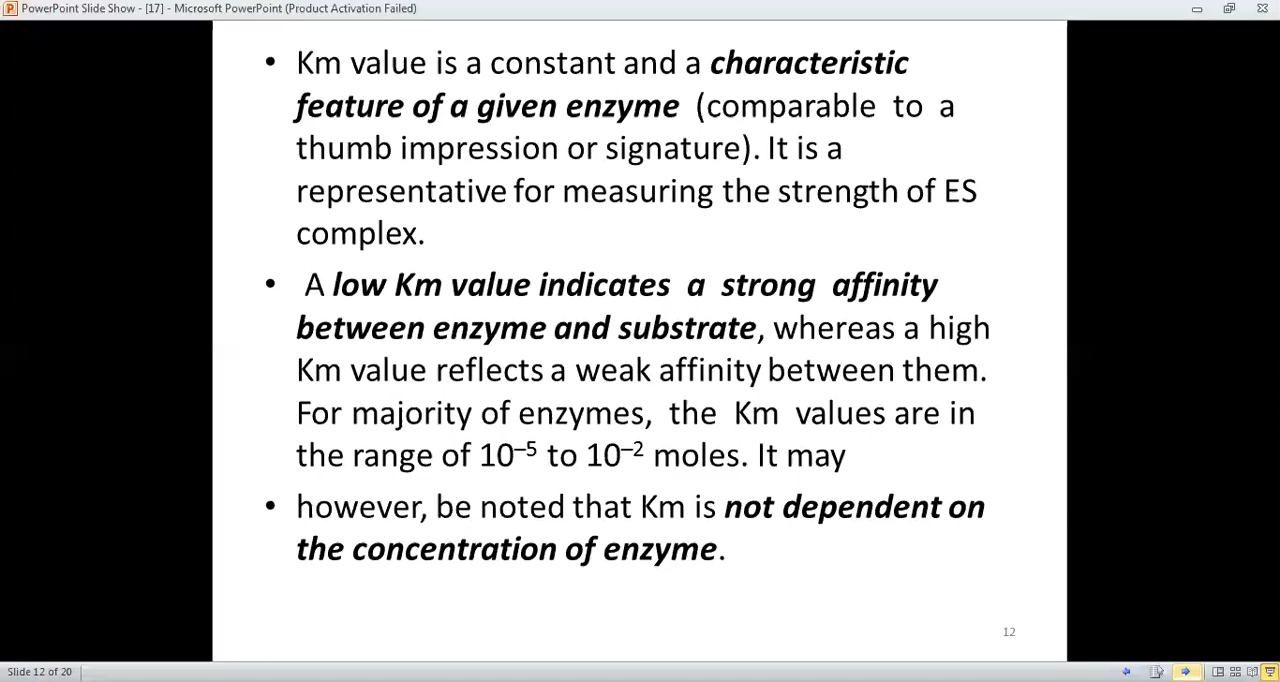 PowerPoint Slide Show - [17] - Microsoft PowerPoint (Product Activation Failed)
• Km value is a constant and a characteristic
feature of a given enzyme (comparable to a
thumb impression or signature). It is a
representative for measuring the strength of ES
complex.
• A low Km value indicates a strong affinity
between enzyme and substrate, whereas a high
Km value reflects a weak affinity between them.
For majority of enzymes, the Km values are in
the range of 10⁻⁵ to 10⁻² moles. It may
• however, be noted that Km is not dependent on
the concentration of enzyme.
12
Slide 12 of 20